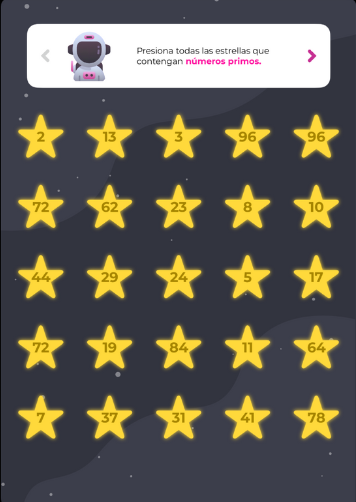 Presiona todas las estrellas que
contengan números primos.
2 13 3 96 96
72 62 23 8 10
44 29 24 5 17
72 19 84 11 64
7 37 31 41 78